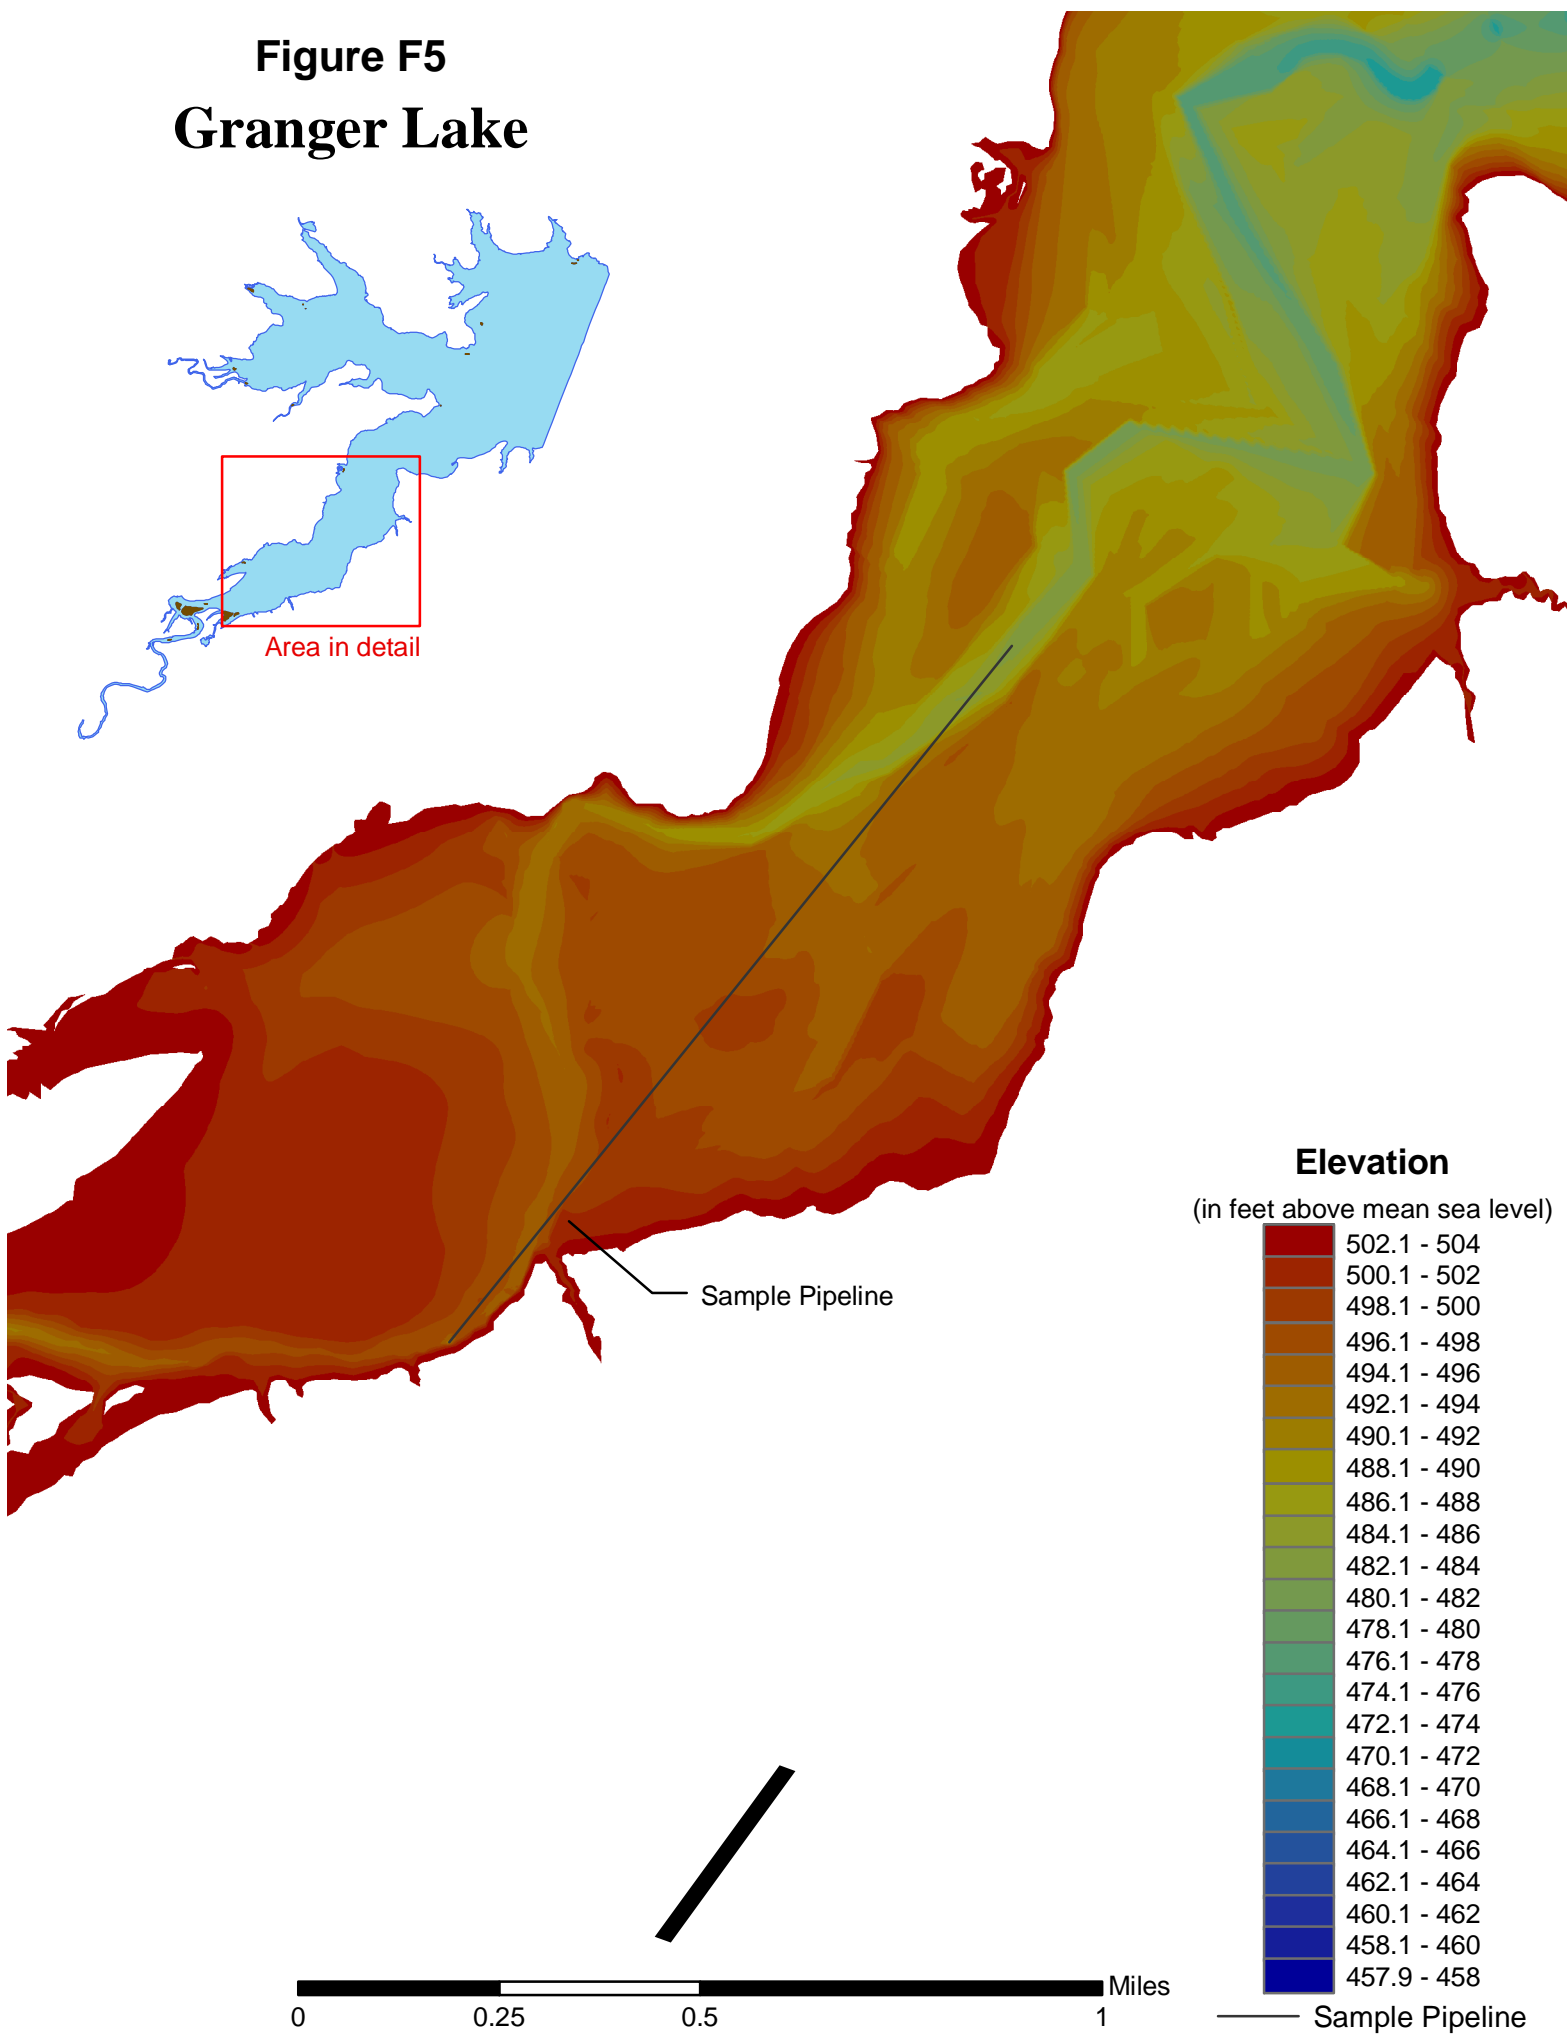 Figure F5
Granger Lake
Area in detail
Sample Pipeline
Elevation
(in feet above mean sea level)
502.1 - 504
500.1 - 502
498.1 - 500
496.1 - 498
494.1 - 496
492.1 - 494
490.1 - 492
488.1 - 490
486.1 - 488
484.1 - 486
482.1 - 484
480.1 - 482
478.1 - 480
476.1 - 478
474.1 - 476
472.1 - 474
470.1 - 472
468.1 - 470
466.1 - 468
464.1 - 466
462.1 - 464
460.1 - 462
458.1 - 460
457.9 - 458
Sample Pipeline
Miles
0 0.25 0.5 1